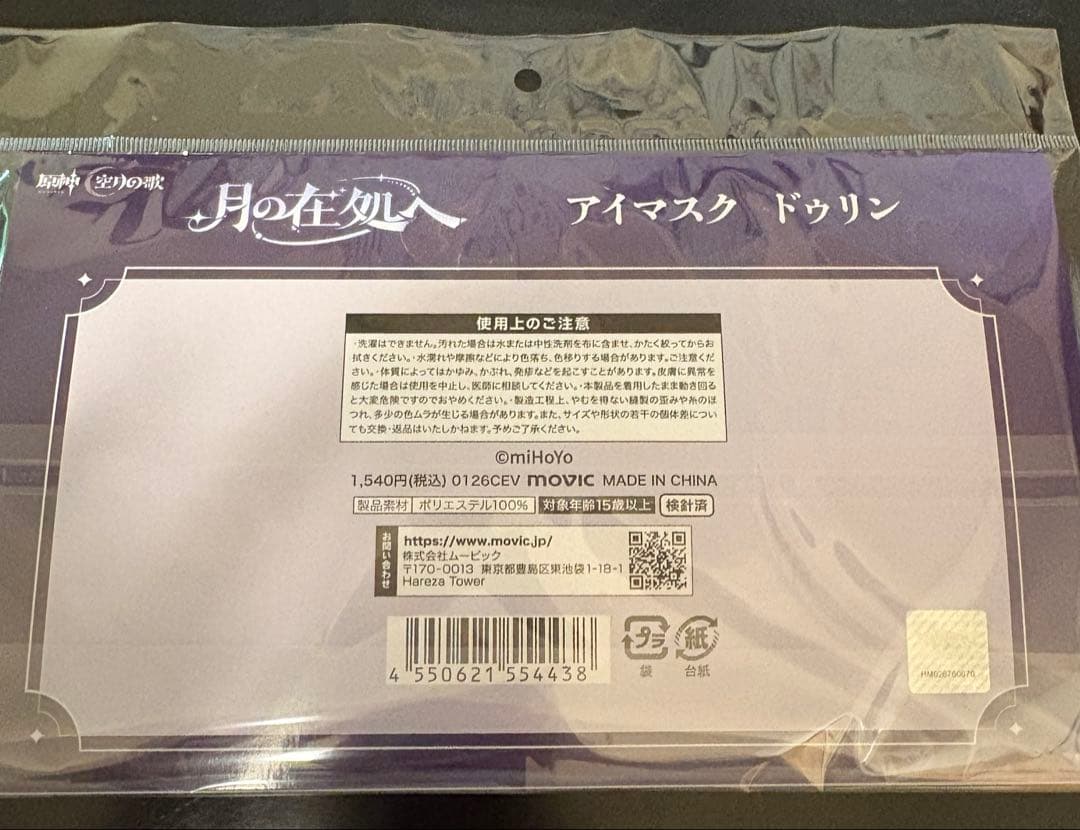 原神 空月の歌
月の在処へ
アイマスク ドゥリン
使用上のご注意
・洗濯はできません。汚れた場合は水または中性洗剤を布に含ませ、かたく絞ってからお
拭きください。・水濡れや摩擦などにより色落ち、色移りする場合があります。ご注意くだ
さい。・体質によってはかゆみ、かぶれ、発疹などを起こすことがあります。皮膚に異常を
感じた場合は使用を中止し、医師に相談してください。・本製品を着用したまま動き回る
と大変危険ですのでおやめください。・製造工程上、やむを得ない縫製の歪みや糸のほ
つれ、多少の色ムラが生じる場合があります。また、サイズや形状の若干の個体差につい
ても交換・返品はいたしかねます。予めご了承ください。
©miHoYo
1,540円(税込) 0126CEV movic MADE IN CHINA
製品素材 ポリエステル100% 対象年齢15歳以上 検針済
お問い合わせ
https://www.movic.jp/
株式会社ムービック
〒170-0013 東京都豊島区東池袋1-18-1
Hareza Tower
4 550621 554438
プラ 紙
袋 台紙
HM026760670